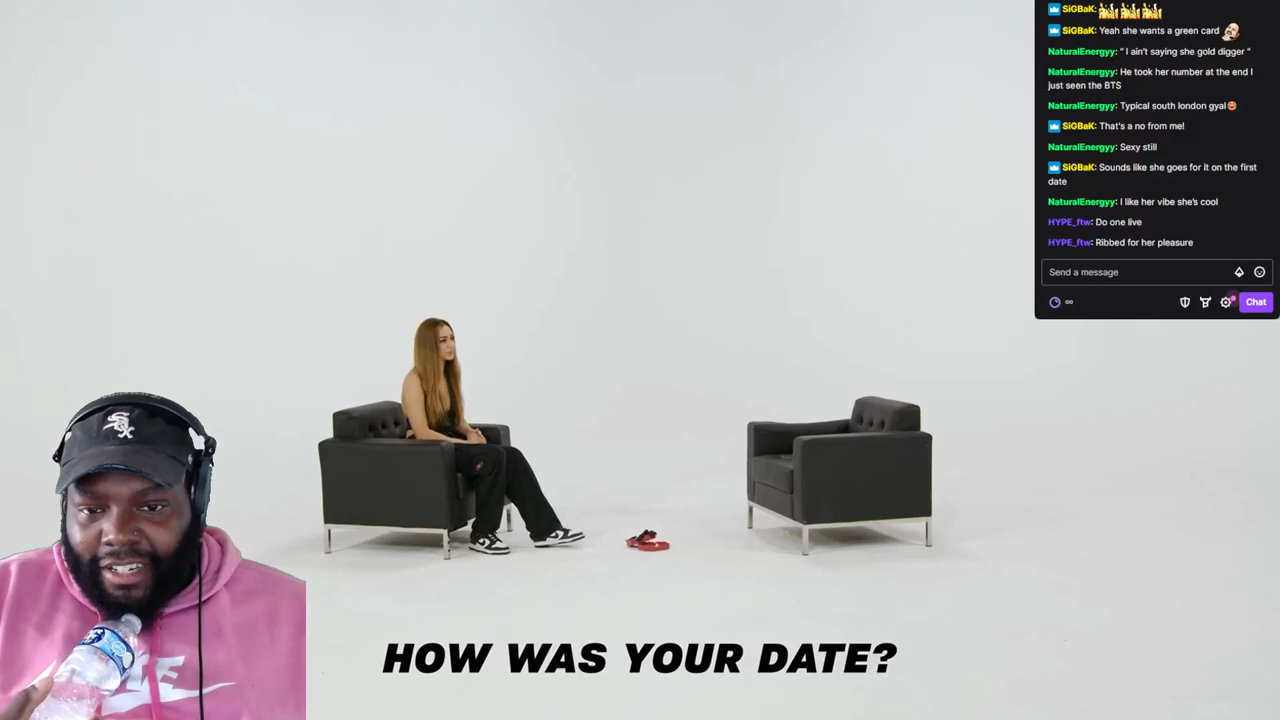 SiGBaK:
SiGBaK: Yeah she wants a green card
NaturalEnergyy: “ I ain't saying she gold digger “
NaturalEnergyy: He took her number at the end I
just seen the BTS
NaturalEnergyy: Typical south london gyal
SiGBaK: That's a no from me!
NaturalEnergyy: Sexy still
SiGBaK: Sounds like she goes for it on the first
date
NaturalEnergyy: I like her vibe she's cool
HYPE_ftw: Do one live
HYPE_ftw: Ribbed for her pleasure
Send a message
Chat
HOW WAS YOUR DATE?